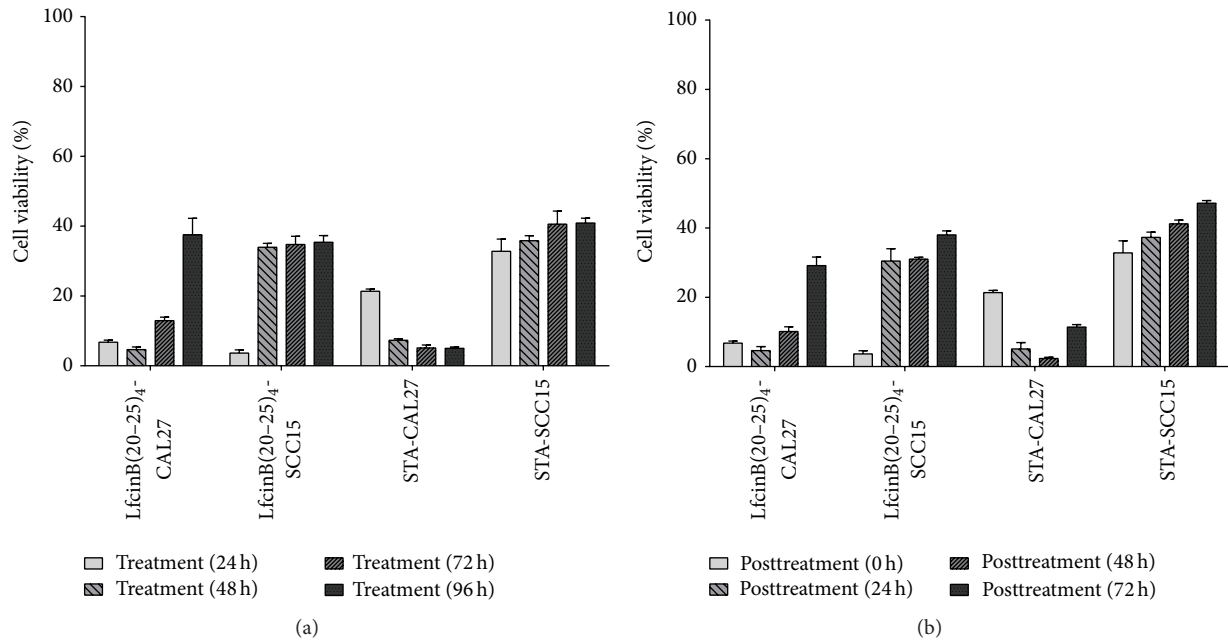 100
80
60
40
20
0
Cell viability (%)
LfcinB(20–25)₄-
CAL27
LfcinB(20–25)₄-
SCC15
STA-CAL27
STA-SCC15
Treatment (24 h)
Treatment (48 h)
Treatment (72 h)
Treatment (96 h)
(a)
100
80
60
40
20
0
Cell viability (%)
LfcinB(20–25)₄-
CAL27
LfcinB(20–25)₄-
SCC15
STA-CAL27
STA-SCC15
Posttreatment (0 h)
Posttreatment (24 h)
Posttreatment (48 h)
Posttreatment (72 h)
(b)